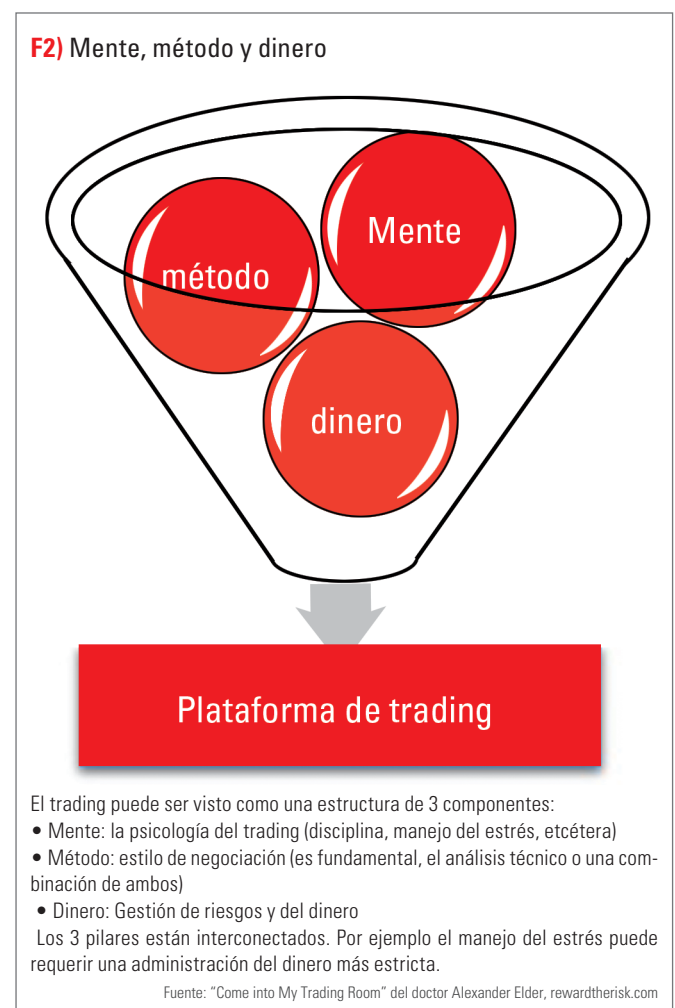 F2) Mente, método y dinero
Mente
método
dinero
Plataforma de trading
El trading puede ser visto como una estructura de 3 componentes:
• Mente: la psicología del trading (disciplina, manejo del estrés, etcétera)
• Método: estilo de negociación (es fundamental, el análisis técnico o una com-
binación de ambos)
• Dinero: Gestión de riesgos y del dinero
Los 3 pilares están interconectados. Por ejemplo el manejo del estrés puede
requerir una administración del dinero más estricta.
Fuente: “Come into My Trading Room” del doctor Alexander Elder, rewardtherisk.com